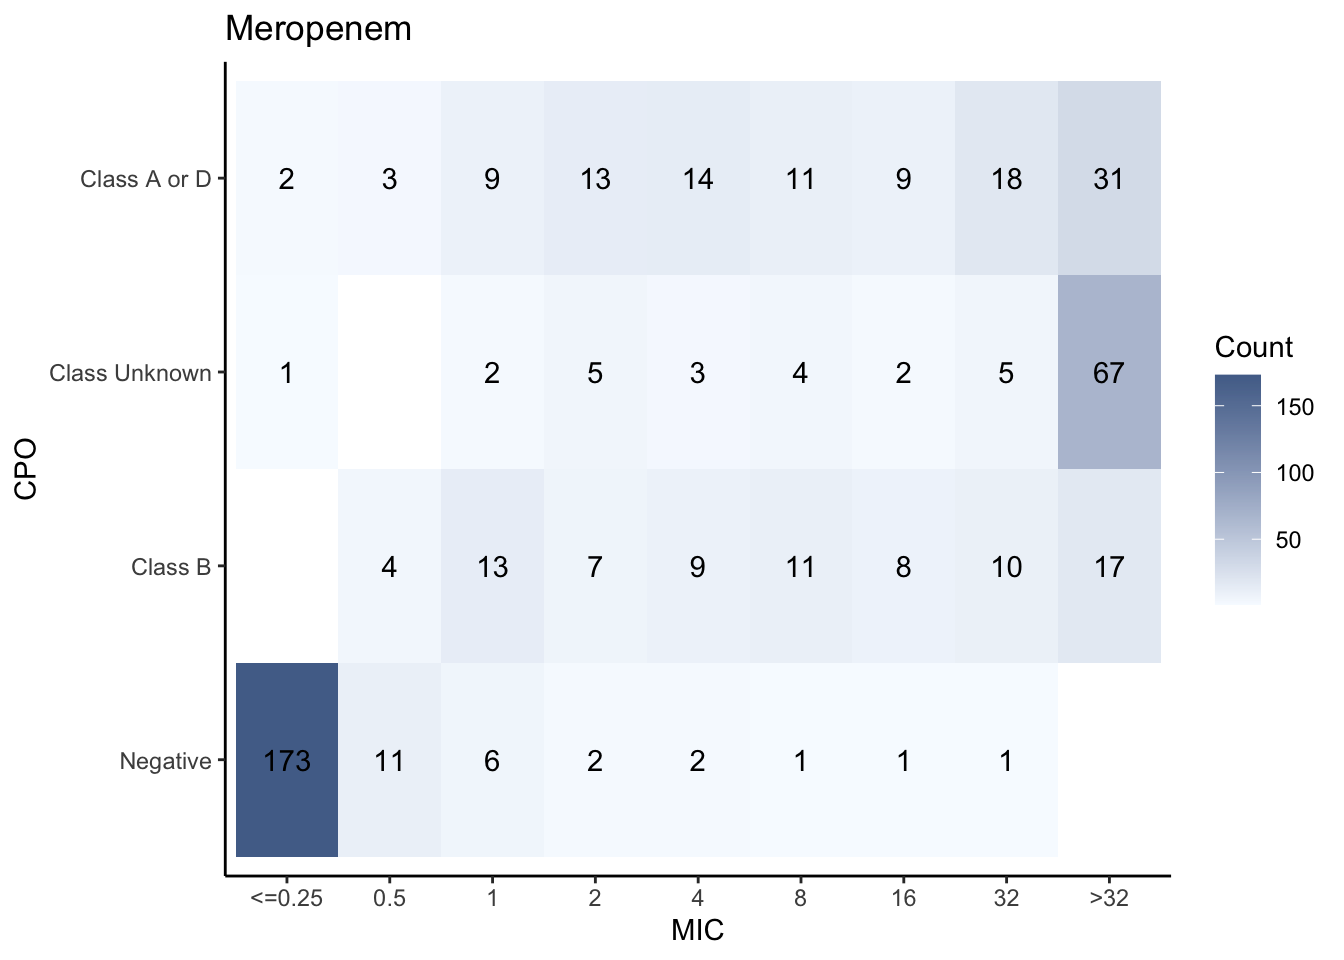 Meropenem
Class A or D 2 3 9 13 14 11 9 18 31
Class Unknown 1 2 5 3 4 2 5 67
Class B 4 13 7 9 11 8 10 17
Negative 173 11 6 2 2 1 1 1
<=0.25 0.5 1 2 4 8 16 32 >32
MIC
CPO
Count
150
100
50